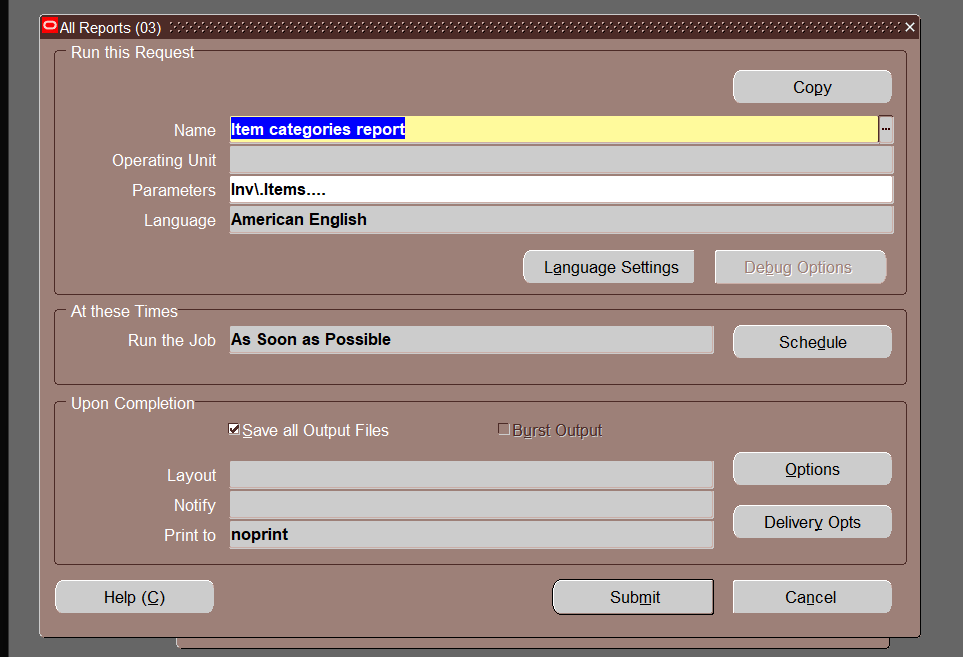 All Reports (03)
Run this Request
Copy
Name Item categories report ...
Operating Unit
Parameters Inv\.Items....
Language American English
Language Settings Debug Options
At these Times
Run the Job As Soon as Possible Schedule
Upon Completion
Save all Output Files Burst Output
Layout Options
Notify
Print to noprint Delivery Opts
Help (C) Submit Cancel